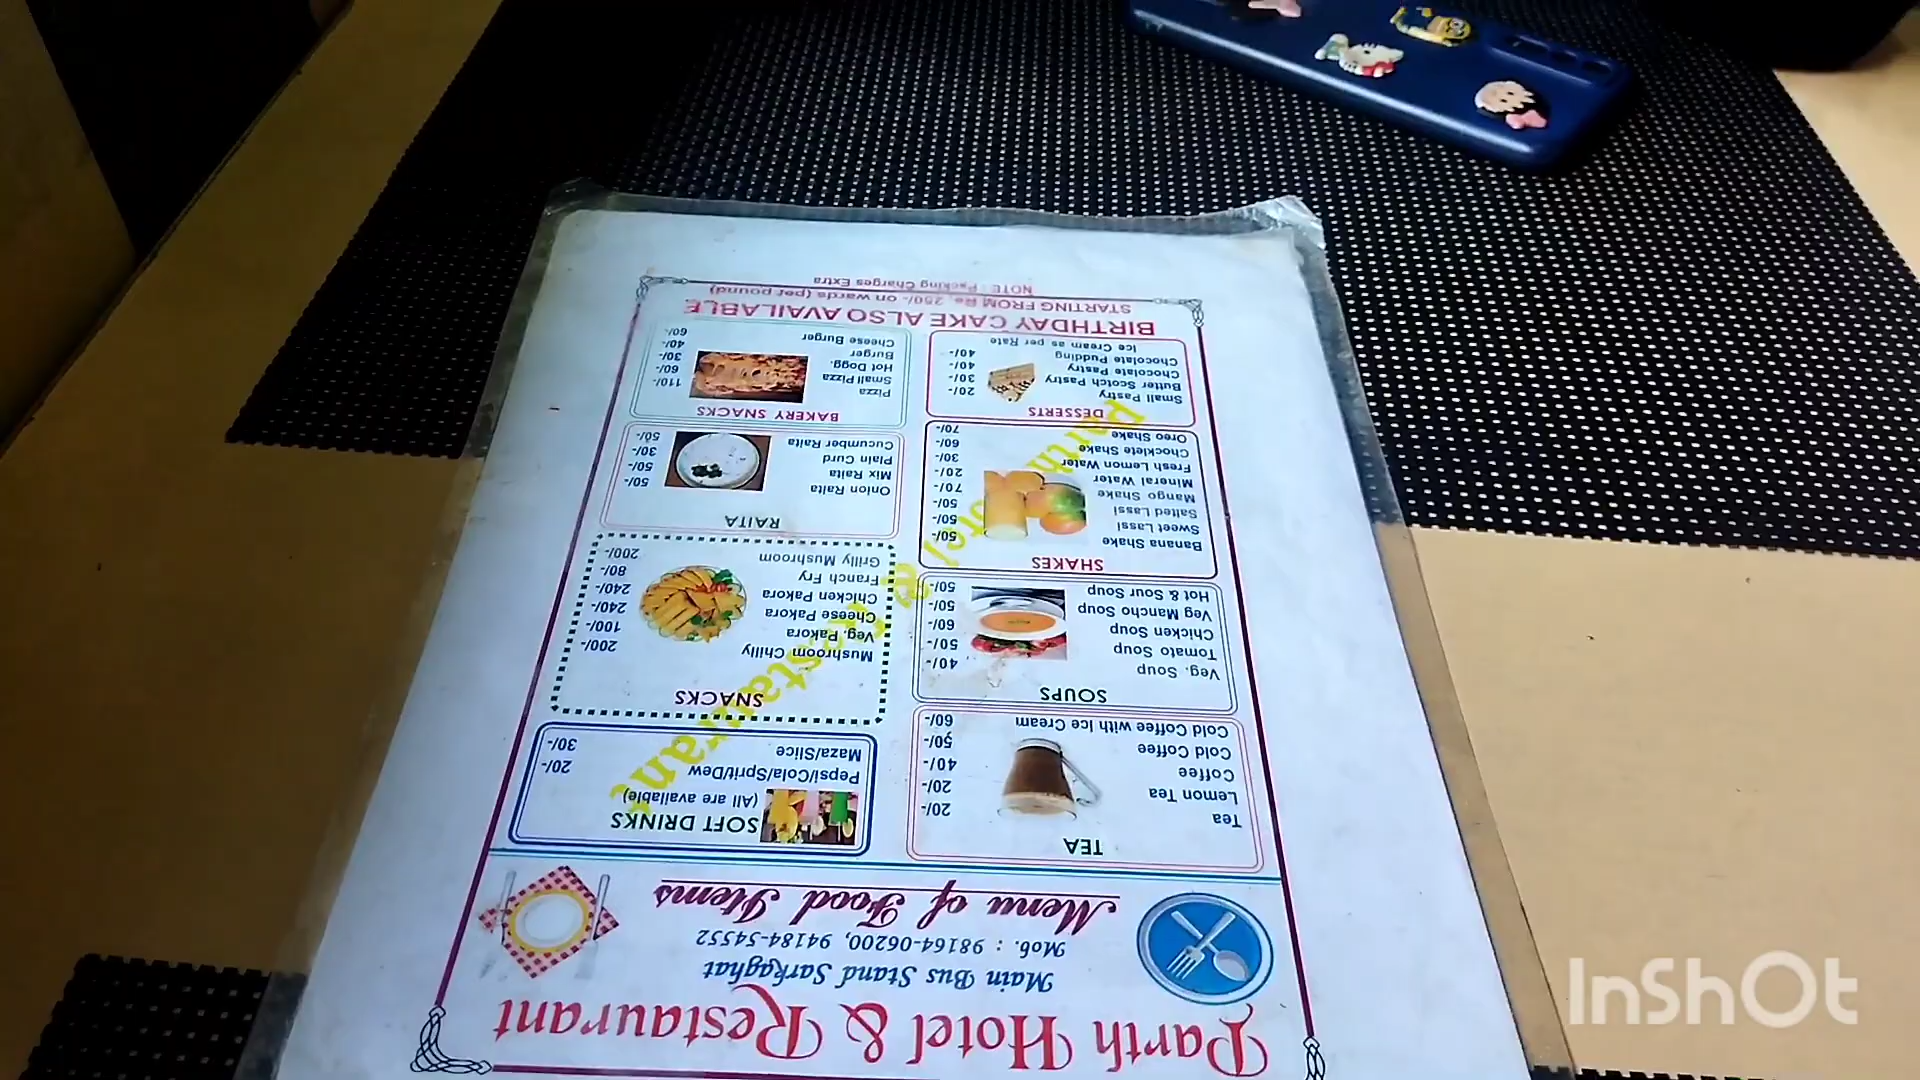 Parth Hotel & Restaurant
Main Bus Stand Sarkaghat
Mob. : 98164-06200, 94184-54552
Menu of Food Items
TEA
Tea 20/-
Lemon Tea 20/-
Coffee 40/-
Cold Coffee 50/-
Cold Coffee with Ice Cream 60/-
SOUPS
Veg. Soup 40/-
Tomato Soup 50/-
Chicken Soup 60/-
Veg Mancho Soup 50/-
Hot & Sour Soup 50/-
SHAKES
Banana Shake 50/-
Sweet Lassi 50/-
Salted Lassi 50/-
Mango Shake 70/-
Mineral Water 20/-
Fresh Lemon Water 30/-
Chocklete Shake 60/-
Oreo Shake 70/-
DESSERTS
Small Pastry 20/-
Butter Scotch Pastry 30/-
Chocolate Pastry 40/-
Chocolate Pudding 40/-
Ice Cream as per Rate
SOFT DRINKS
(All are available)
Pepsi/Cola/Sprit/Dew 20/-
Maza/Slice 30/-
SNACKS
Mushroom Chilly 200/-
Veg. Pakora 100/-
Cheese Pakora 240/-
Chicken Pakora 240/-
Franch Fry 80/-
Grilly Mushroom 200/-
RAITA
Onion Raita 50/-
Mix Raita 50/-
Plain Curd 30/-
Cucumber Raita 50/-
BAKERY SNACKS
Pizza 110/-
Small Pizza 60/-
Hot Dogg. 30/-
Burger 40/-
Cheese Burger 60/-
BIRTHDAY CAKE ALSO AVAILABLE
STARTING FROM Rs. 250/- on wards (per pound)
NOTE : Packing Charges Extra
Parth Hotel & Restaurant
InShOt